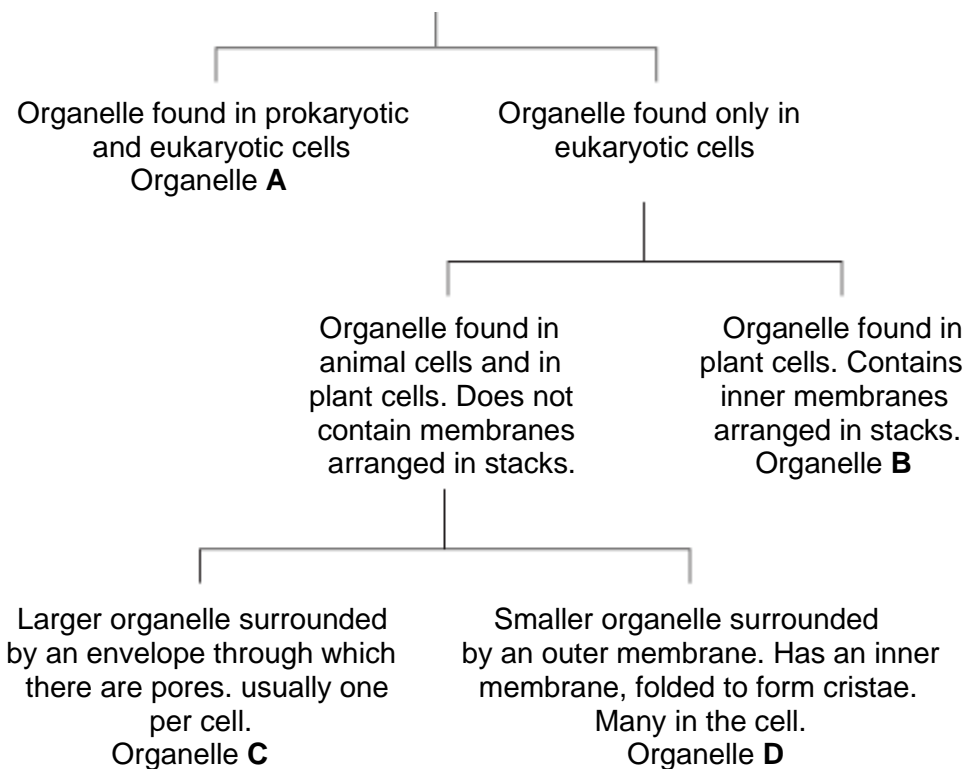 Organelle found in prokaryotic
and eukaryotic cells
Organelle A
Organelle found only in
eukaryotic cells
Organelle found in
animal cells and in
plant cells. Does not
contain membranes
arranged in stacks.
Organelle found in
plant cells. Contains
inner membranes
arranged in stacks.
Organelle B
Larger organelle surrounded
by an envelope through which
there are pores. usually one
per cell.
Organelle C
Smaller organelle surrounded
by an outer membrane. Has an inner
membrane, folded to form cristae.
Many in the cell.
Organelle D